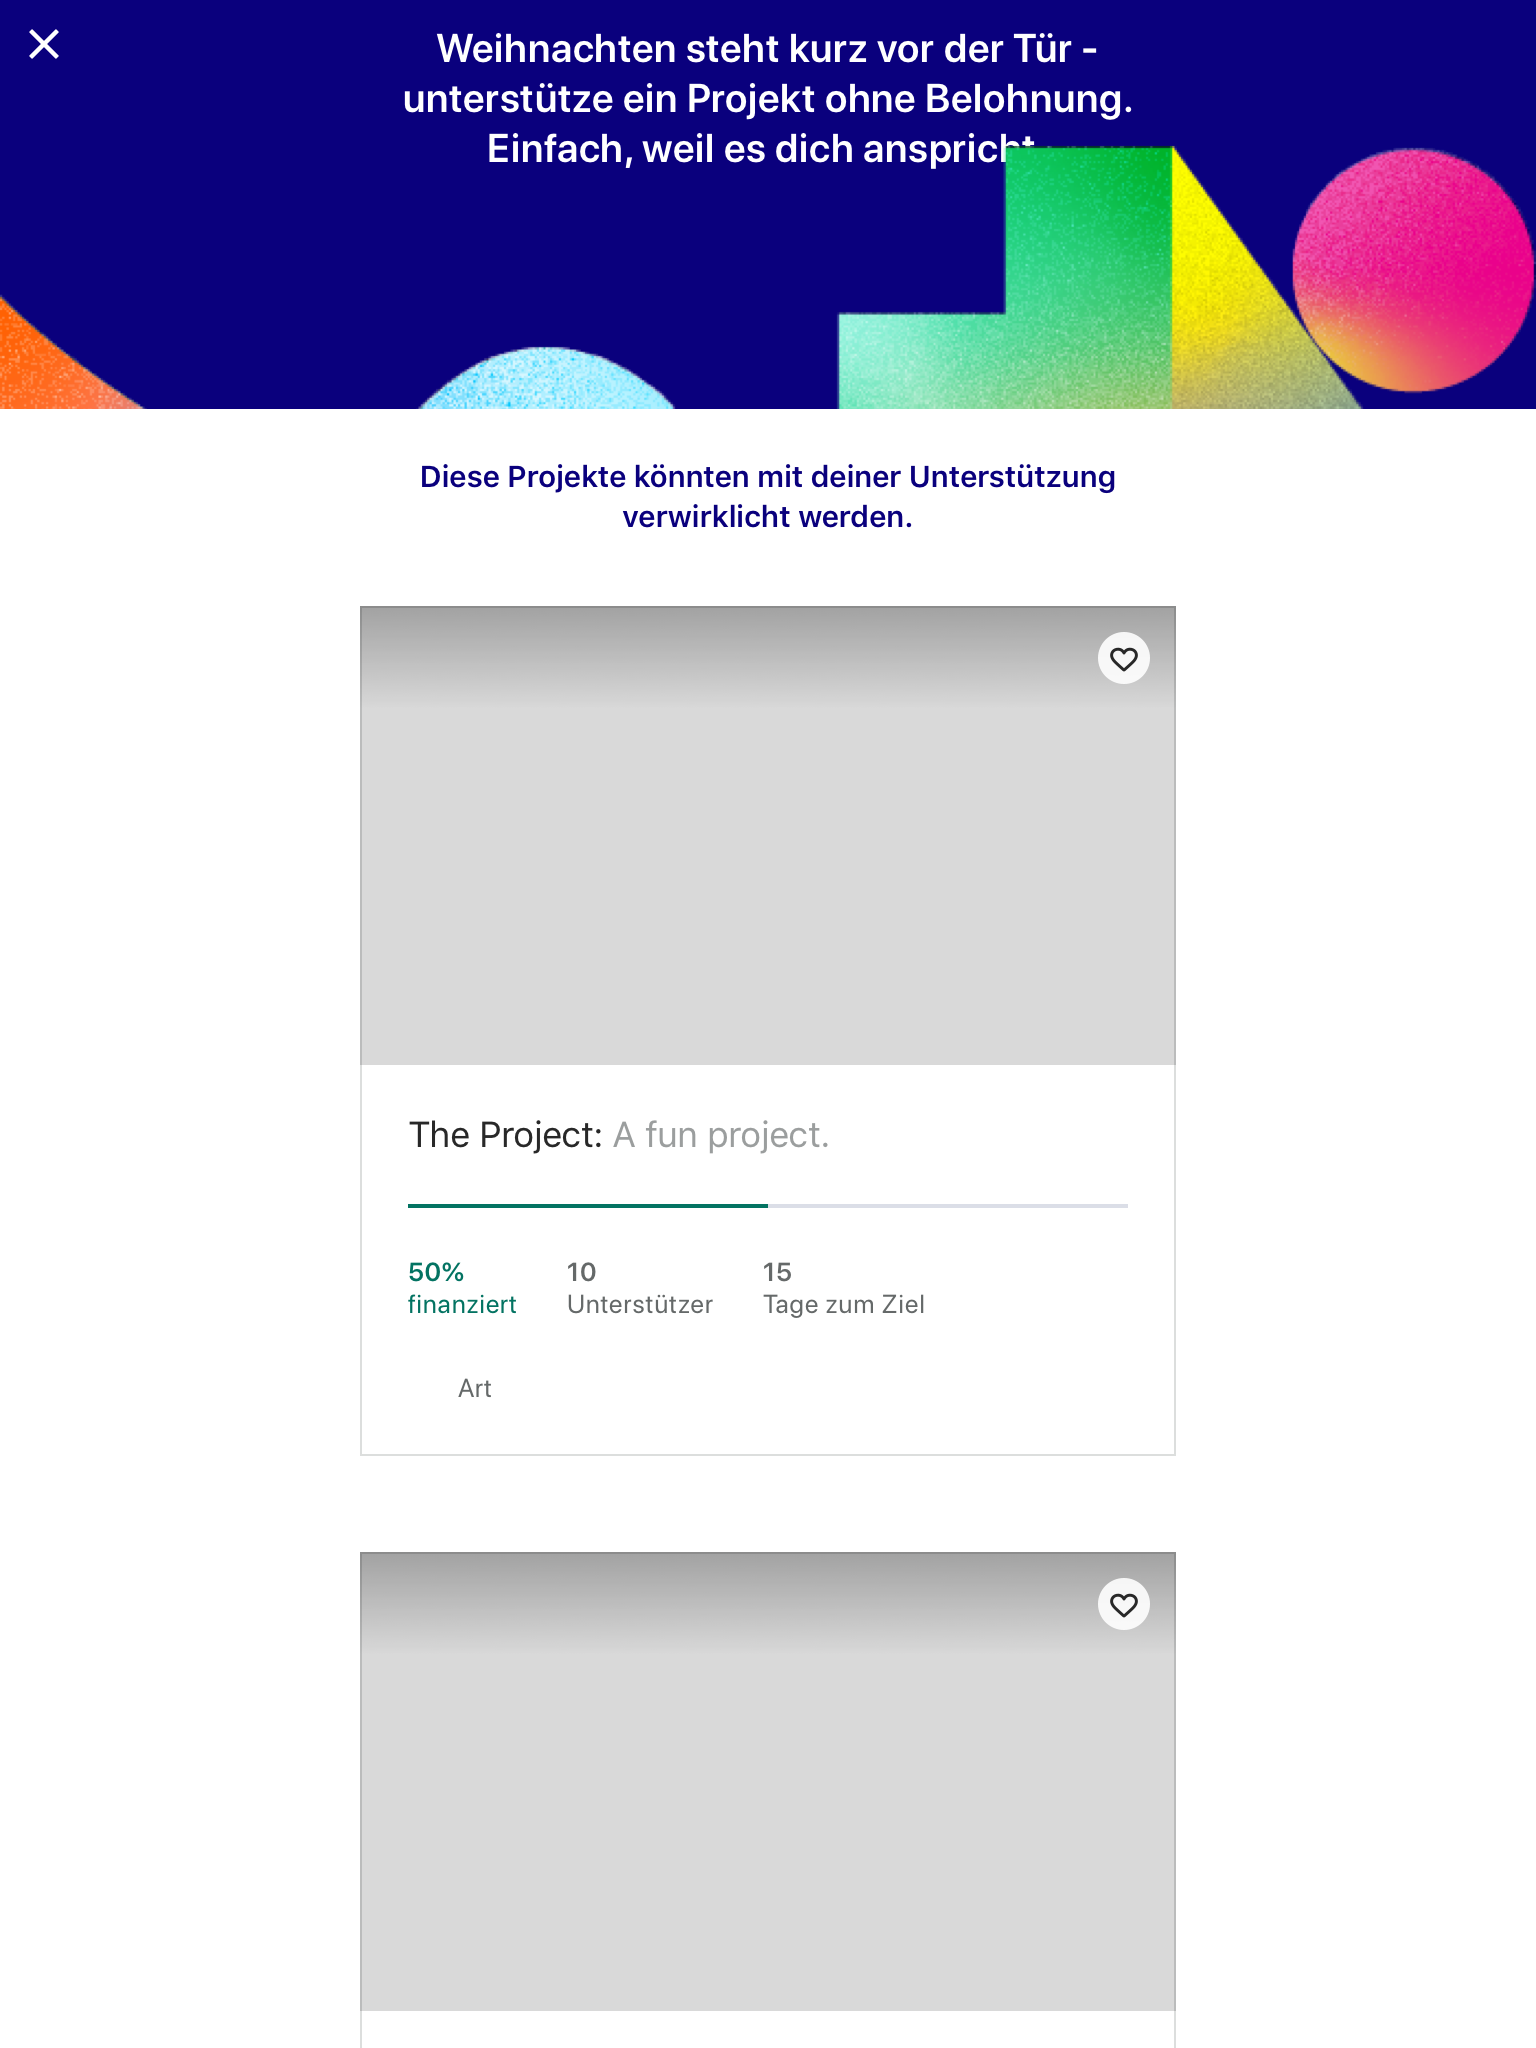 Weihnachten steht kurz vor der Tür -
unterstütze ein Projekt ohne Belohnung.
Einfach, weil es dich anspricht
Diese Projekte könnten mit deiner Unterstützung
verwirklicht werden.
The Project: A fun project.
50% 10 15
finanziert Unterstützer Tage zum Ziel
Art